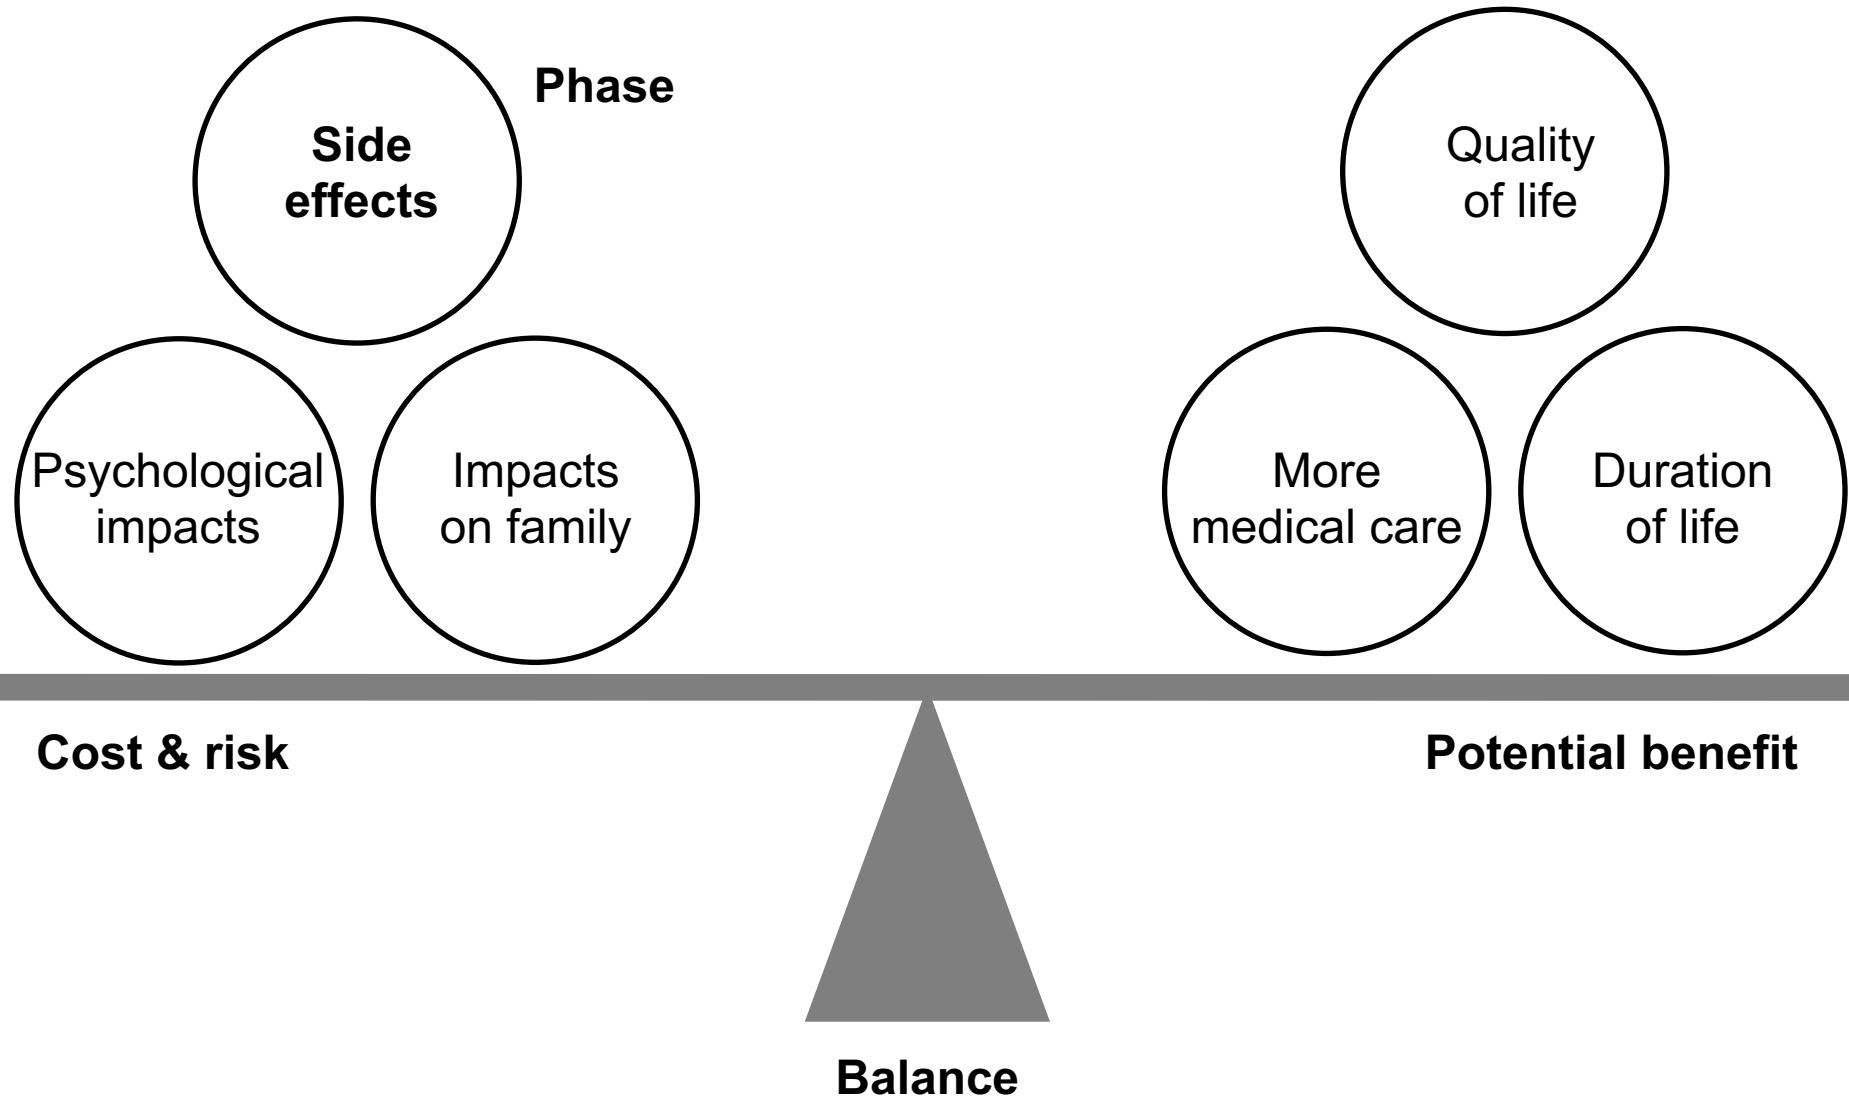 Phase
Side
effects
Psychological
impacts
Impacts
on family
Quality
of life
More
medical care
Duration
of life
Cost & risk
Potential benefit
Balance